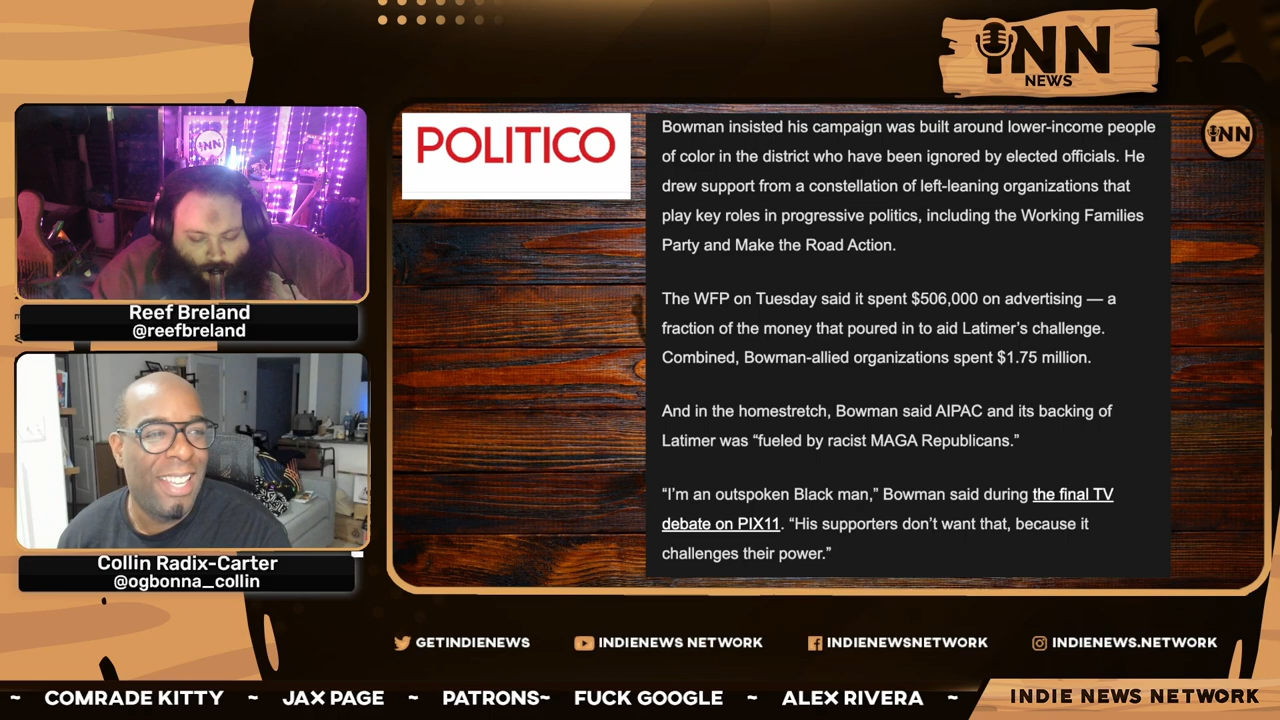 INN
NEWS
POLITICO
INN
Bowman insisted his campaign was built around lower-income people
of color in the district who have been ignored by elected officials. He
drew support from a constellation of left-leaning organizations that
play key roles in progressive politics, including the Working Families
Party and Make the Road Action.
The WFP on Tuesday said it spent $506,000 on advertising — a
fraction of the money that poured in to aid Latimer’s challenge.
Combined, Bowman-allied organizations spent $1.75 million.
And in the homestretch, Bowman said AIPAC and its backing of
Latimer was “fueled by racist MAGA Republicans.”
“I’m an outspoken Black man,” Bowman said during the final TV
debate on PIX11. “His supporters don’t want that, because it
challenges their power.”
INN
Reef Breland
@reefbreland
Collin Radix-Carter
@ogbonna_collin
GETINDIENEWS
INDIENEWS NETWORK
INDIENEWSNETWORK
INDIENEWS.NETWORK
~ COMRADE KITTY ~ JAX PAGE ~ PATRONS~ FUCK GOOGLE ~ ALEX RIVERA ~
INDIE NEWS NETWORK